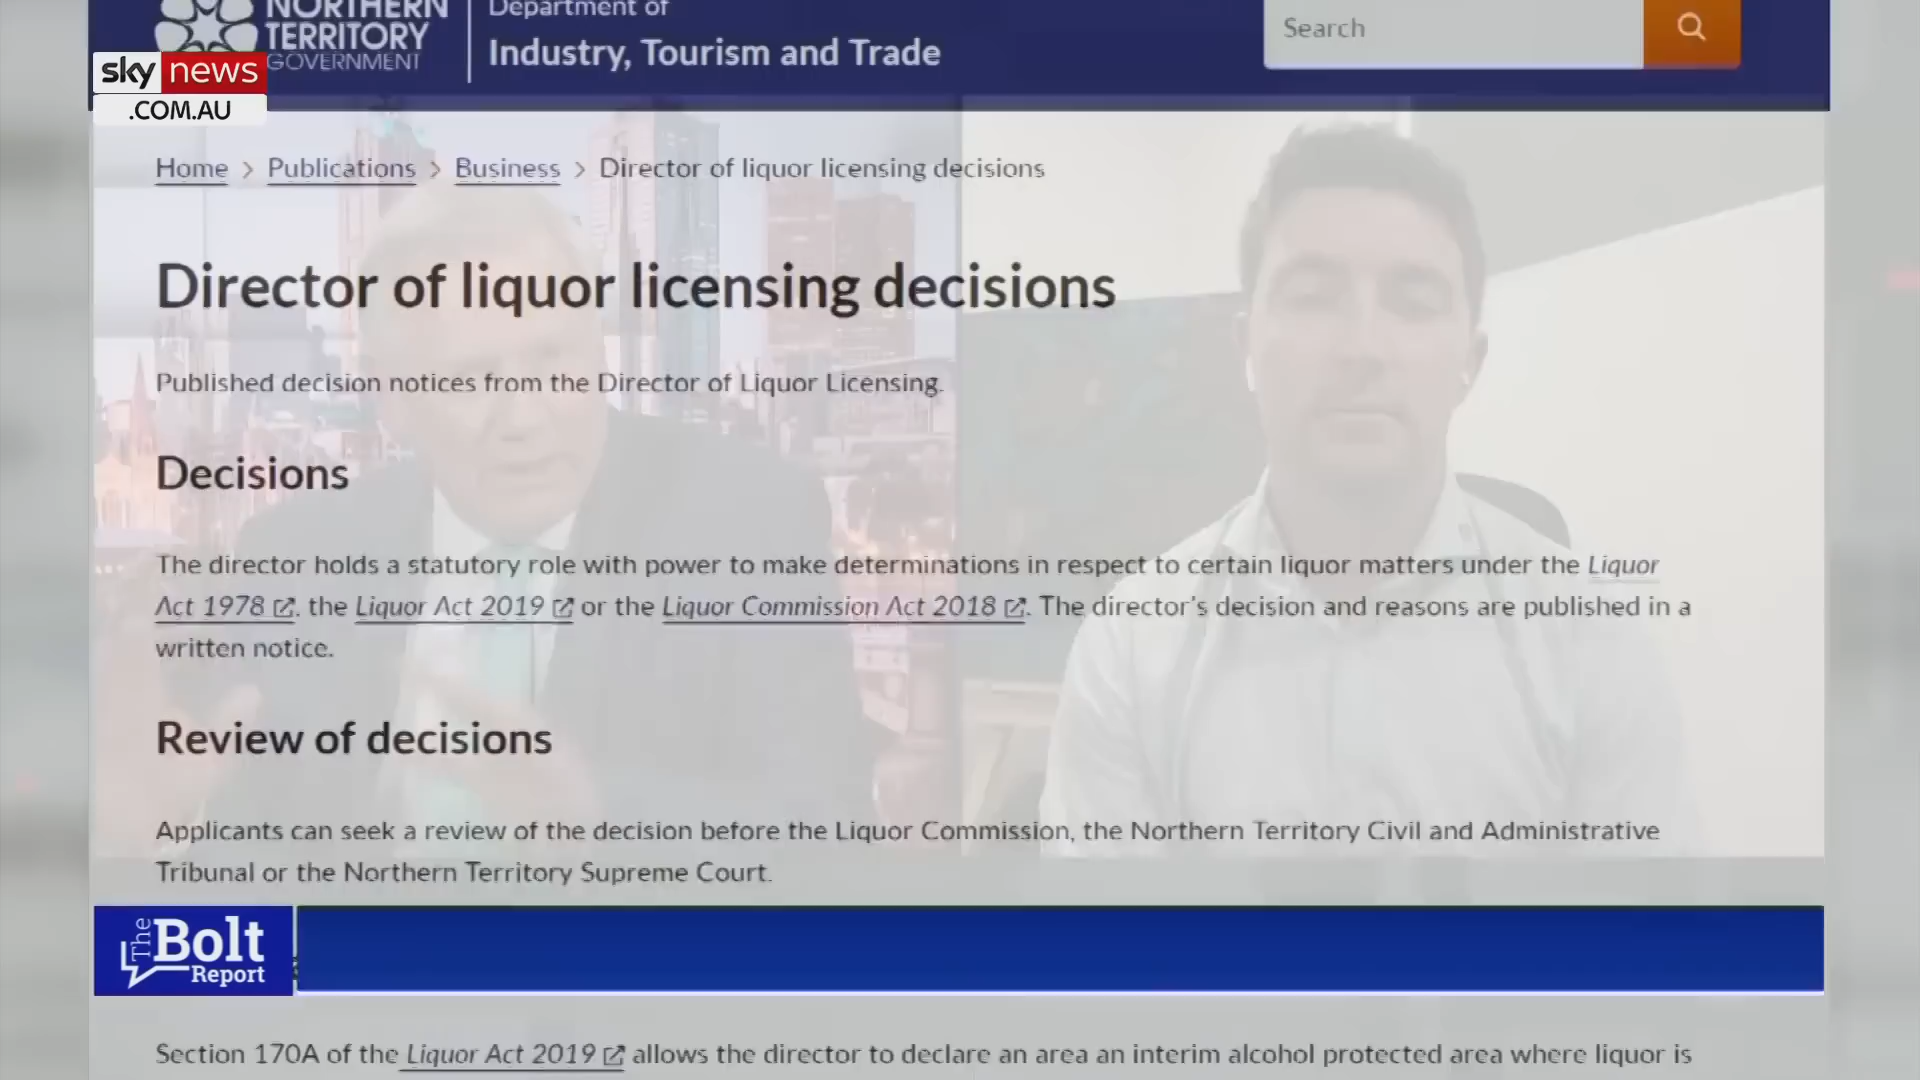 NORTHERN
TERRITORY
GOVERNMENT
Department of
Industry, Tourism and Trade
Search
sky news
.COM.AU
Home > Publications > Business > Director of liquor licensing decisions
Director of liquor licensing decisions
Published decision notices from the Director of Liquor Licensing.
Decisions
The director holds a statutory role with power to make determinations in respect to certain liquor matters under the Liquor
Act 1978, the Liquor Act 2019 or the Liquor Commission Act 2018. The director's decision and reasons are published in a
written notice.
Review of decisions
Applicants can seek a review of the decision before the Liquor Commission, the Northern Territory Civil and Administrative
Tribunal or the Northern Territory Supreme Court.
The Bolt
Report
Section 170A of the Liquor Act 2019 allows the director to declare an area an interim alcohol protected area where liquor is